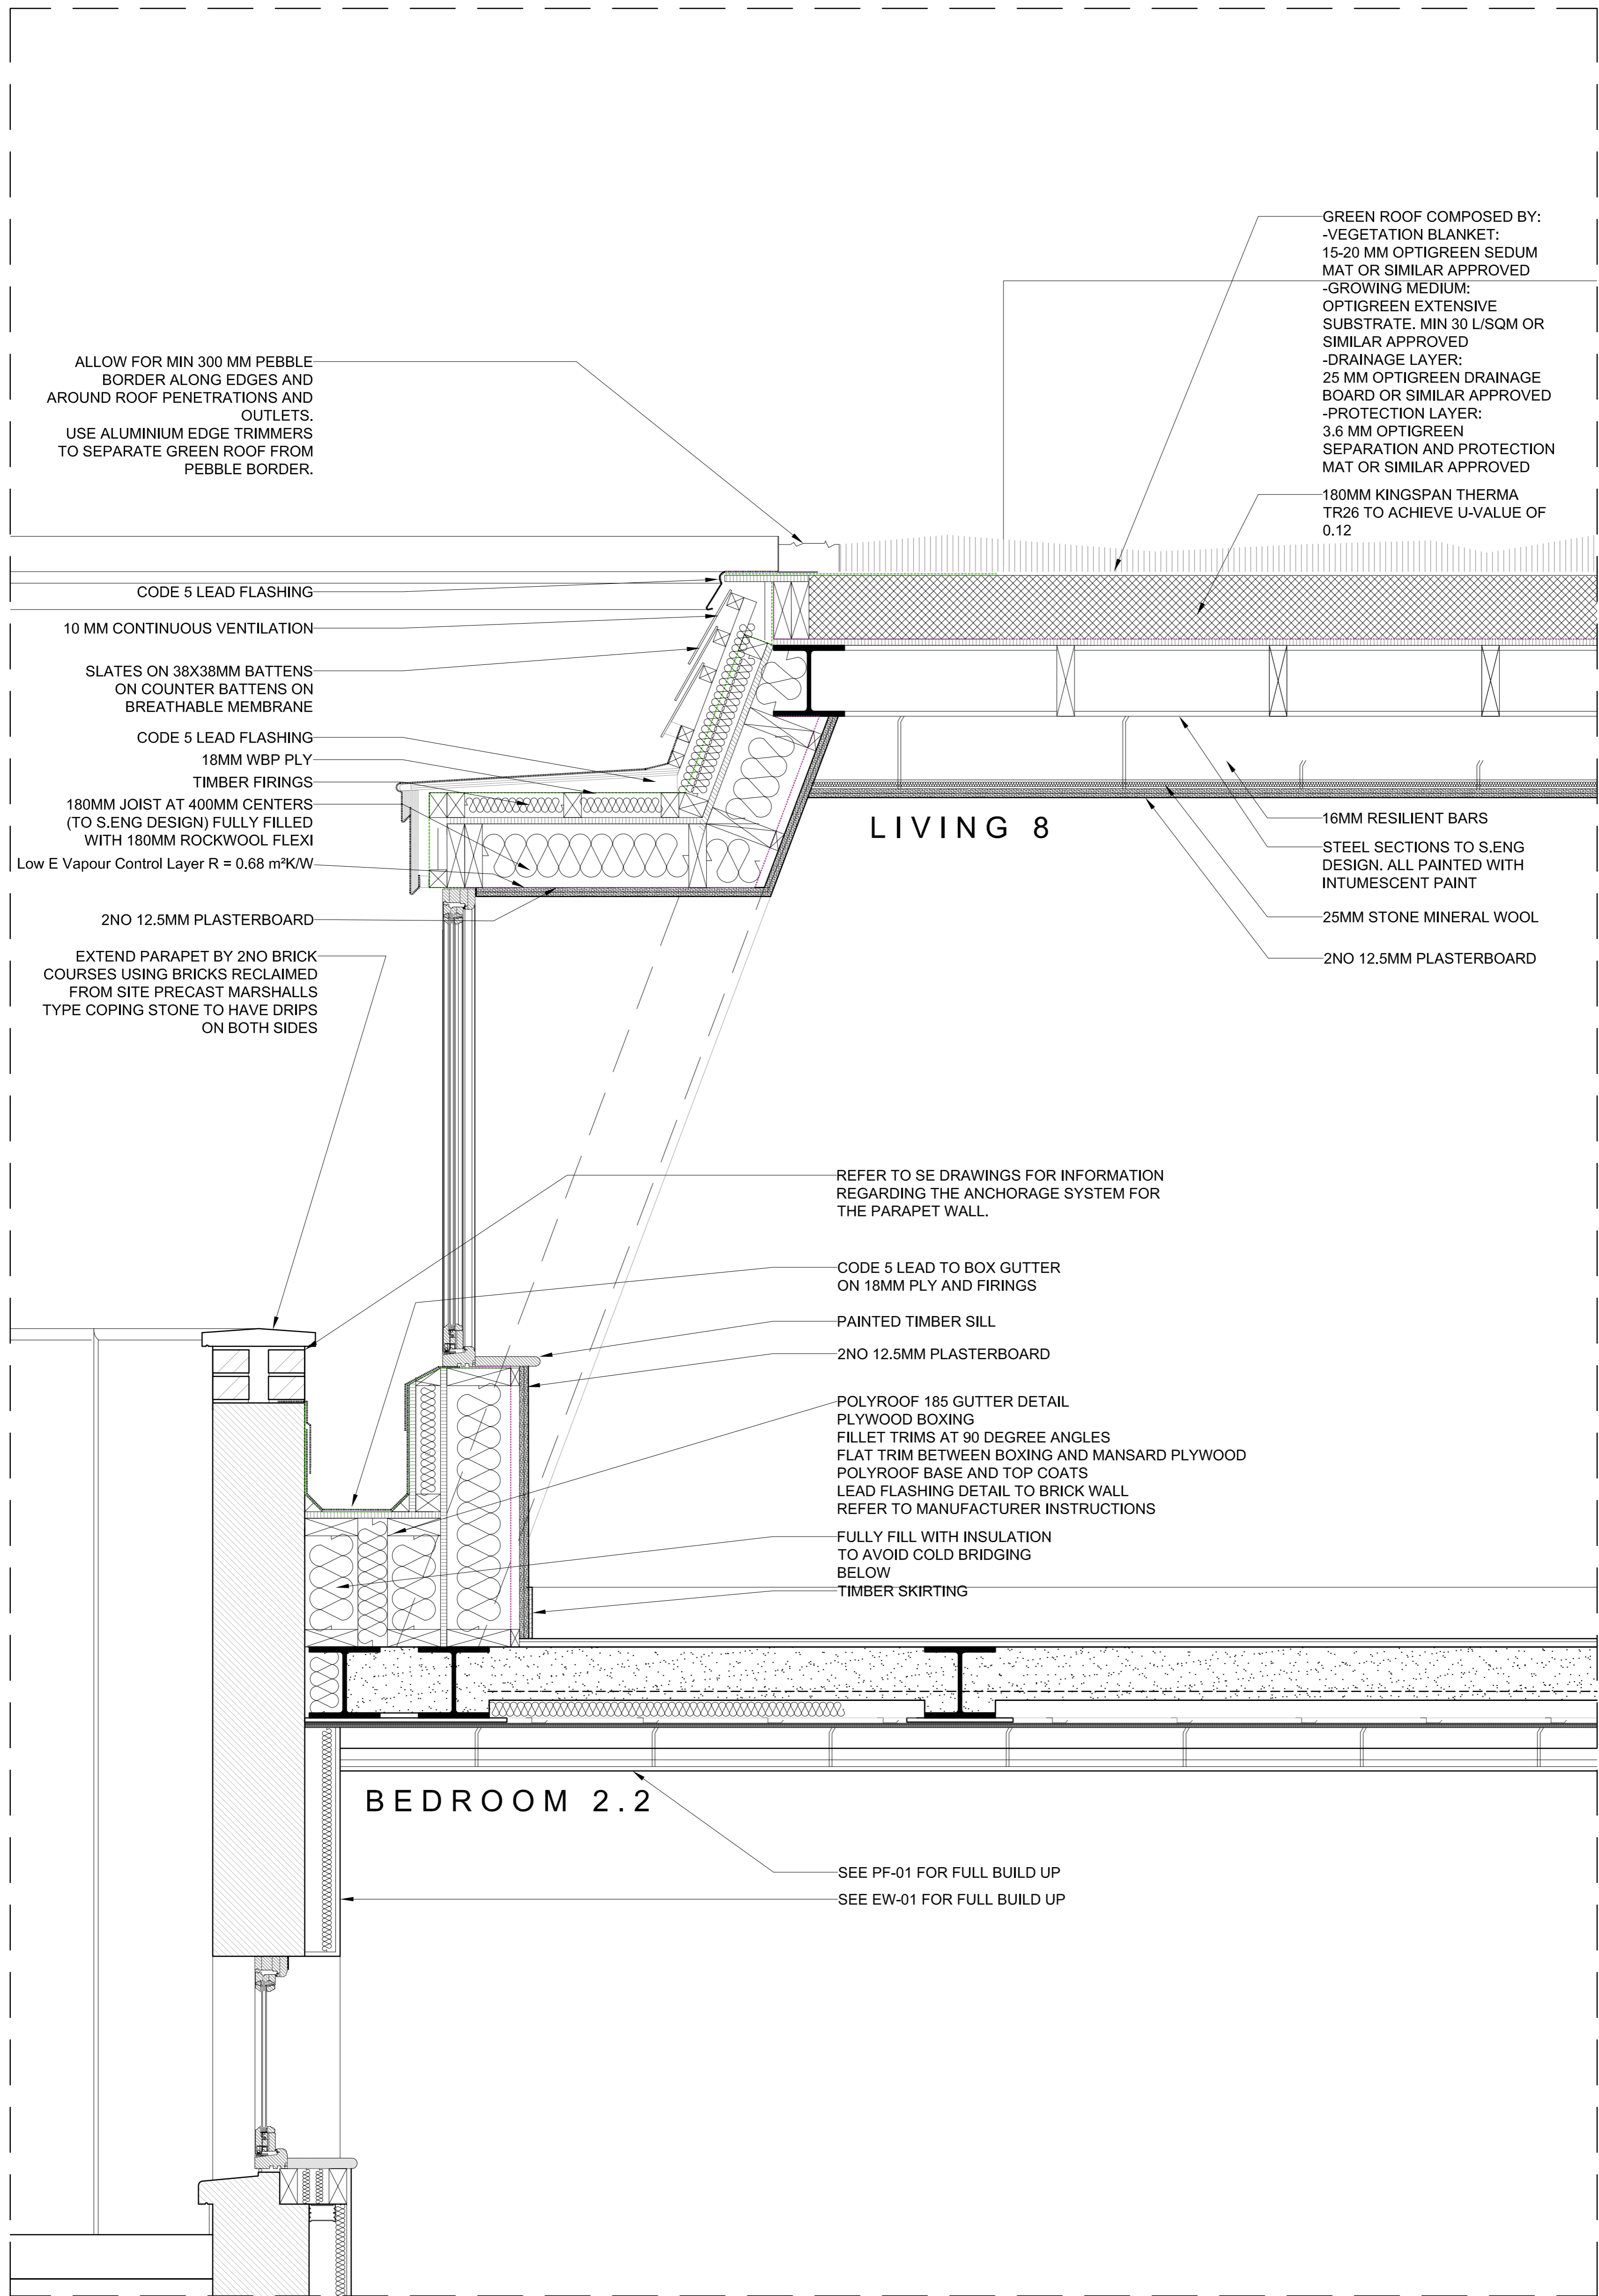 GREEN ROOF COMPOSED BY:
-VEGETATION BLANKET:
15-20 MM OPTIGREEN SEDUM
MAT OR SIMILAR APPROVED
-GROWING MEDIUM:
OPTIGREEN EXTENSIVE
SUBSTRATE. MIN 30 L/SQM OR
SIMILAR APPROVED
-DRAINAGE LAYER:
25 MM OPTIGREEN DRAINAGE
BOARD OR SIMILAR APPROVED
-PROTECTION LAYER:
3.6 MM OPTIGREEN
SEPARATION AND PROTECTION
MAT OR SIMILAR APPROVED
180MM KINGSPAN THERMA
TR26 TO ACHIEVE U-VALUE OF
0.12
ALLOW FOR MIN 300 MM PEBBLE
BORDER ALONG EDGES AND
AROUND ROOF PENETRATIONS AND
OUTLETS.
USE ALUMINIUM EDGE TRIMMERS
TO SEPARATE GREEN ROOF FROM
PEBBLE BORDER.
CODE 5 LEAD FLASHING
10 MM CONTINUOUS VENTILATION
SLATES ON 38X38MM BATTENS
ON COUNTER BATTENS ON
BREATHABLE MEMBRANE
CODE 5 LEAD FLASHING
18MM WBP PLY
TIMBER FIRINGS
180MM JOIST AT 400MM CENTERS
(TO S.ENG DESIGN) FULLY FILLED
WITH 180MM ROCKWOOL FLEXI
Low E Vapour Control Layer R = 0.68 m²K/W
2NO 12.5MM PLASTERBOARD
EXTEND PARAPET BY 2NO BRICK
COURSES USING BRICKS RECLAIMED
FROM SITE PRECAST MARSHALLS
TYPE COPING STONE TO HAVE DRIPS
ON BOTH SIDES
LIVING 8
16MM RESILIENT BARS
STEEL SECTIONS TO S.ENG
DESIGN. ALL PAINTED WITH
INTUMESCENT PAINT
25MM STONE MINERAL WOOL
2NO 12.5MM PLASTERBOARD
REFER TO SE DRAWINGS FOR INFORMATION
REGARDING THE ANCHORAGE SYSTEM FOR
THE PARAPET WALL.
CODE 5 LEAD TO BOX GUTTER
ON 18MM PLY AND FIRINGS
PAINTED TIMBER SILL
2NO 12.5MM PLASTERBOARD
POLYROOF 185 GUTTER DETAIL
PLYWOOD BOXING
FILLET TRIMS AT 90 DEGREE ANGLES
FLAT TRIM BETWEEN BOXING AND MANSARD PLYWOOD
POLYROOF BASE AND TOP COATS
LEAD FLASHING DETAIL TO BRICK WALL
REFER TO MANUFACTURER INSTRUCTIONS
FULLY FILL WITH INSULATION
TO AVOID COLD BRIDGING
BELOW
TIMBER SKIRTING
BEDROOM 2.2
SEE PF-01 FOR FULL BUILD UP
SEE EW-01 FOR FULL BUILD UP